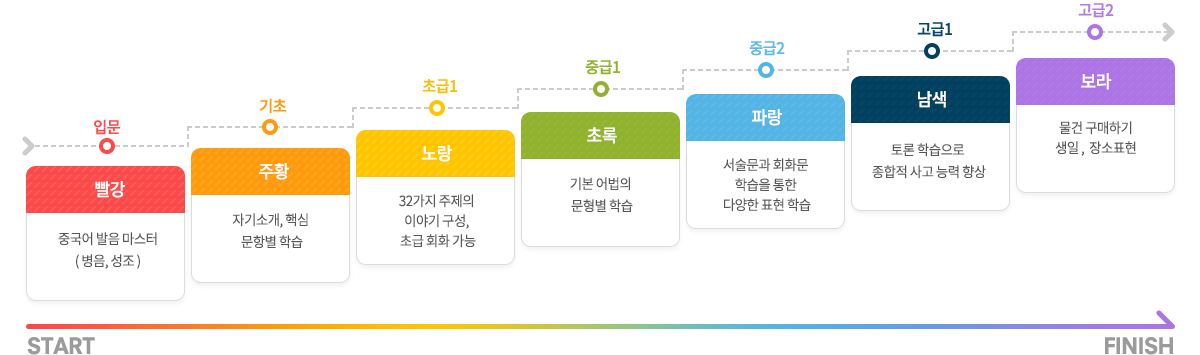 입문
빨강
중국어 발음 마스터
( 병음, 성조 )
기초
주황
자기소개, 핵심
문항별 학습
초급1
노랑
32가지 주제의
이야기 구성,
초급 회화 가능
중급1
초록
기본 어법의
문형별 학습
중급2
파랑
서술문과 회화문
학습을 통한
다양한 표현 학습
고급1
남색
토론 학습으로
종합적 사고 능력 향상
고급2
보라
물건 구매하기
생일 , 장소표현
START
FINISH